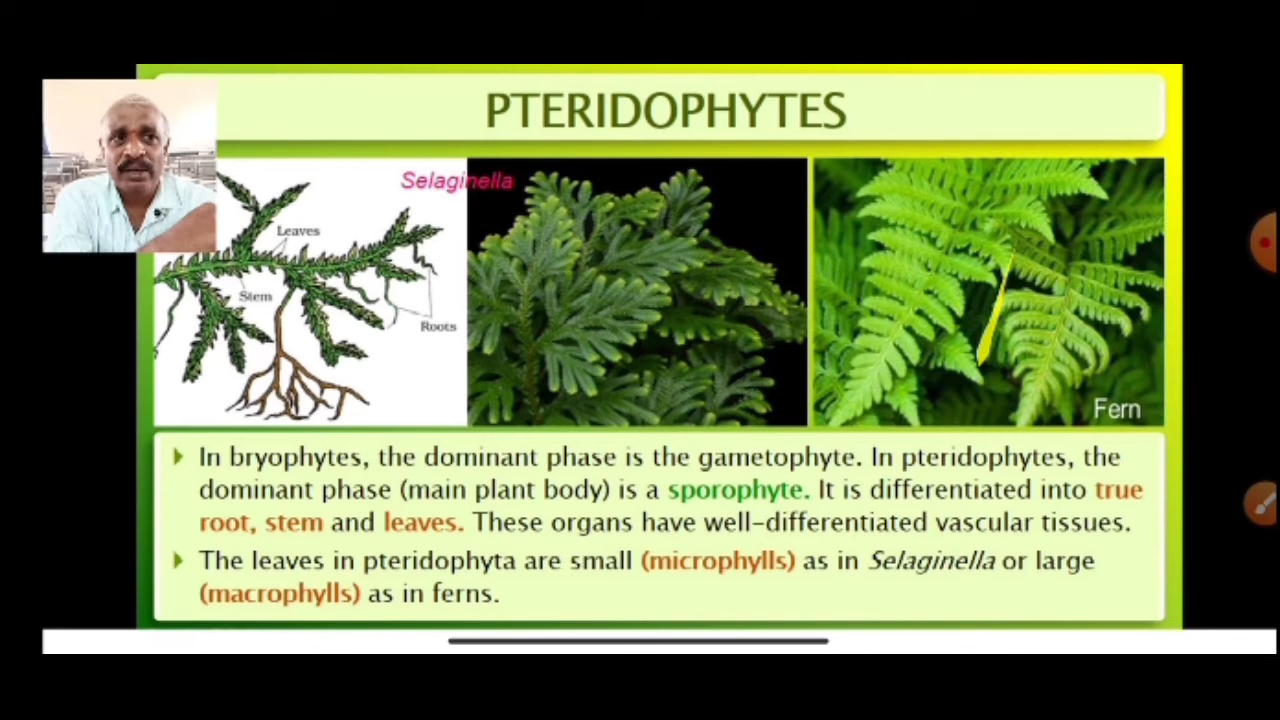 PTERIDOPHYTES
Selaginella
Leaves
Stem
Roots
Fern
In bryophytes, the dominant phase is the gametophyte. In pteridophytes, the
dominant phase (main plant body) is a sporophyte. It is differentiated into true
root, stem and leaves. These organs have well-differentiated vascular tissues.
The leaves in pteridophyta are small (microphylls) as in Selaginella or large
(macrophylls) as in ferns.